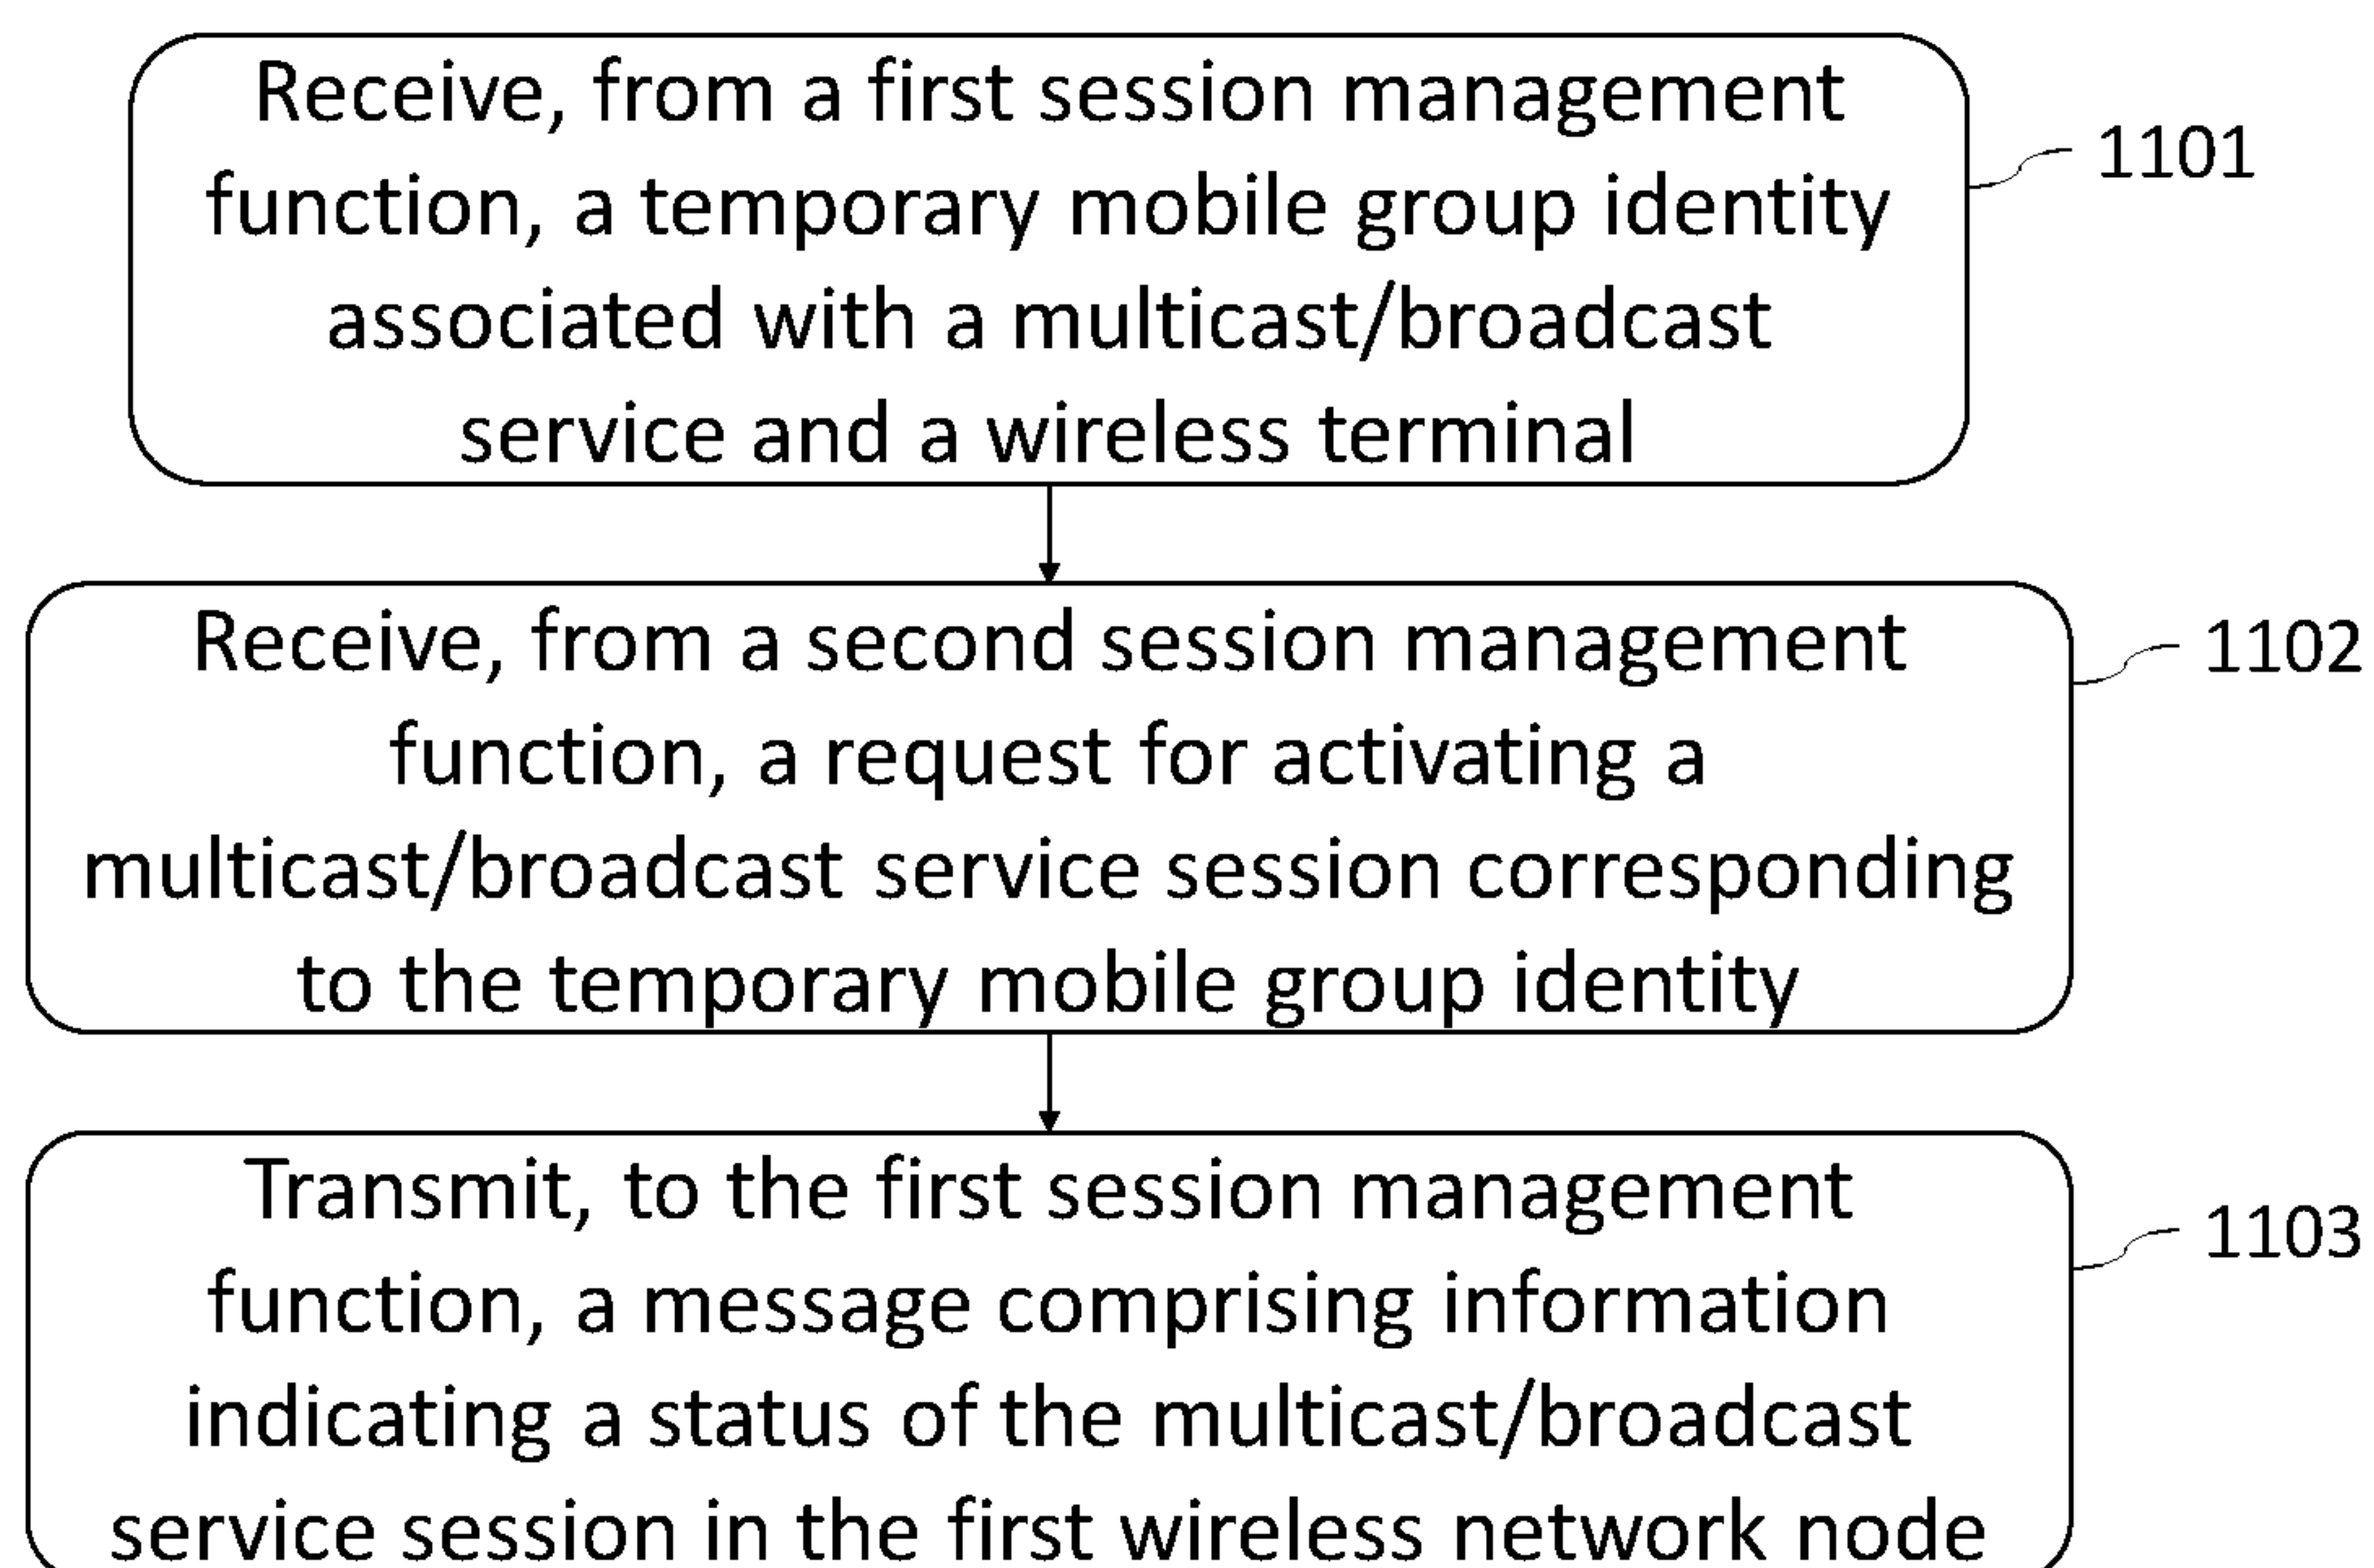 Receive, from a first session management
function, a temporary mobile group identity
associated with a multicast/broadcast
service and a wireless terminal
1101
Receive, from a second session management
function, a request for activating a
multicast/broadcast service session corresponding
to the temporary mobile group identity
1102
Transmit, to the first session management
function, a message comprising information
indicating a status of the multicast/broadcast
service session in the first wireless network node
1103